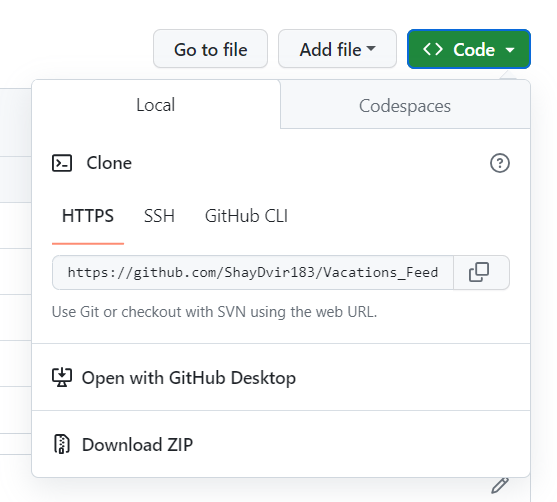 Go to file Add file <> Code
Local Codespaces
Clone
HTTPS SSH GitHub CLI
https://github.com/ShayDvir183/Vacations_Feed
Use Git or checkout with SVN using the web URL.
Open with GitHub Desktop
Download ZIP